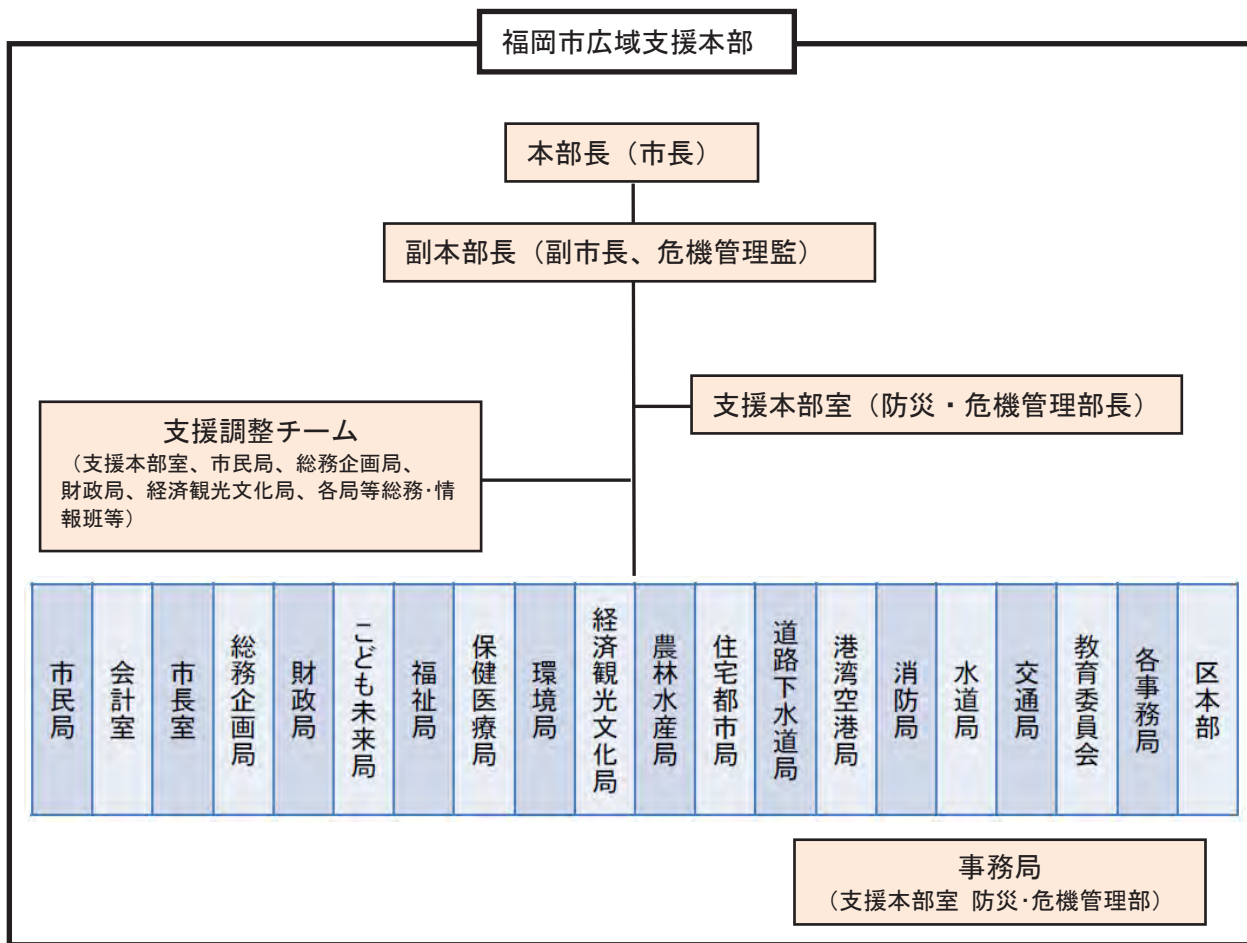 福岡市広域支援本部
本部長（市長）
副本部長（副市長、危機管理監）
支援本部室（防災・危機管理部長）
支援調整チーム
（支援本部室、市民局、総務企画局、
財政局、経済観光文化局、各局等総務･情
報班等）
市民局
会計室
市長室
総務企画局
財政局
こども未来局
福祉局
保健医療局
環境局
経済観光文化局
農林水産局
住宅都市局
道路下水道局
港湾空港局
消防局
水道局
交通局
教育委員会
各事務局
区本部
事務局
（支援本部室 防災･危機管理部）